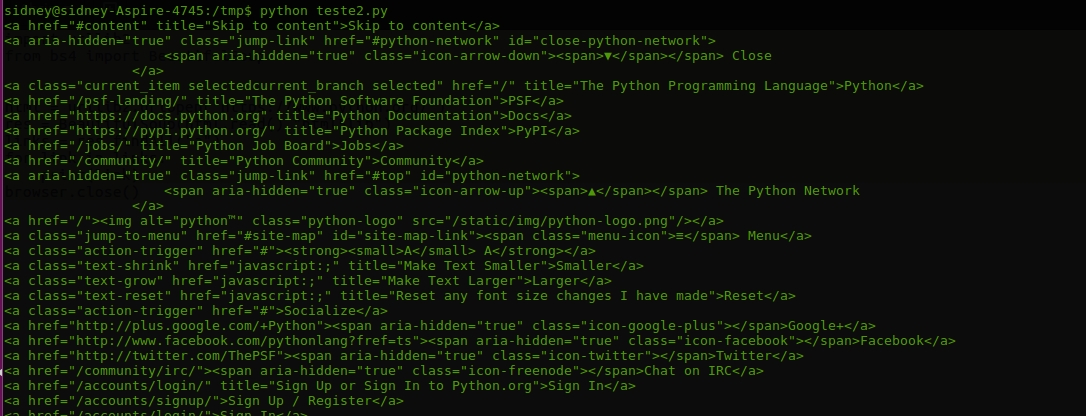 sidney@sidney-Aspire-4745:/tmp$ python teste2.py
<a href="#content" title="Skip to content">Skip to content</a>
<a aria-hidden="true" class="jump-link" href="#python-network" id="close-python-network">
<span aria-hidden="true" class="icon-arrow-down"><span>▼</span></span> Close
</a>
<a class="current_item selectedcurrent_branch selected" href="/" title="The Python Programming Language">Python</a>
<a href="/psf-landing/" title="The Python Software Foundation">PSF</a>
<a href="https://docs.python.org" title="Python Documentation">Docs</a>
<a href="https://pypi.python.org/" title="Python Package Index">PyPI</a>
<a href="/jobs/" title="Python Job Board">Jobs</a>
<a href="/community/" title="Python Community">Community</a>
<a aria-hidden="true" class="jump-link" href="#top" id="python-network">
browser.close()
<span aria-hidden="true" class="icon-arrow-up"><span>▲</span></span> The Python Network
</a>
<a href="/"><img alt="python™" class="python-logo" src="/static/img/python-logo.png"/></a>
<a class="jump-to-menu" href="#site-map" id="site-map-link"><span class="menu-icon">≡</span> Menu</a>
<a class="action-trigger" href="#"><strong><small>A</small> A</strong></a>
<a class="text-shrink" href="javascript:;" title="Make Text Smaller">Smaller</a>
<a class="text-grow" href="javascript:;" title="Make Text Larger">Larger</a>
<a class="text-reset" href="javascript:;" title="Reset any font size changes I have made">Reset</a>
<a class="action-trigger" href="#">Socialize</a>
<a href="http://plus.google.com/+Python"><span aria-hidden="true" class="icon-google-plus"></span>Google+</a>
<a href="http://www.facebook.com/pythonlang?fref=ts"><span aria-hidden="true" class="icon-facebook"></span>Facebook</a>
<a href="http://twitter.com/ThePSF"><span aria-hidden="true" class="icon-twitter"></span>Twitter</a>
<a href="/community/irc/"><span aria-hidden="true" class="icon-freenode"></span>Chat on IRC</a>
<a href="/accounts/login/" title="Sign Up or Sign In to Python.org">Sign In</a>
<a href="/accounts/signup/">Sign Up / Register</a>
<a href="/accounts/login/">Sign In</a>